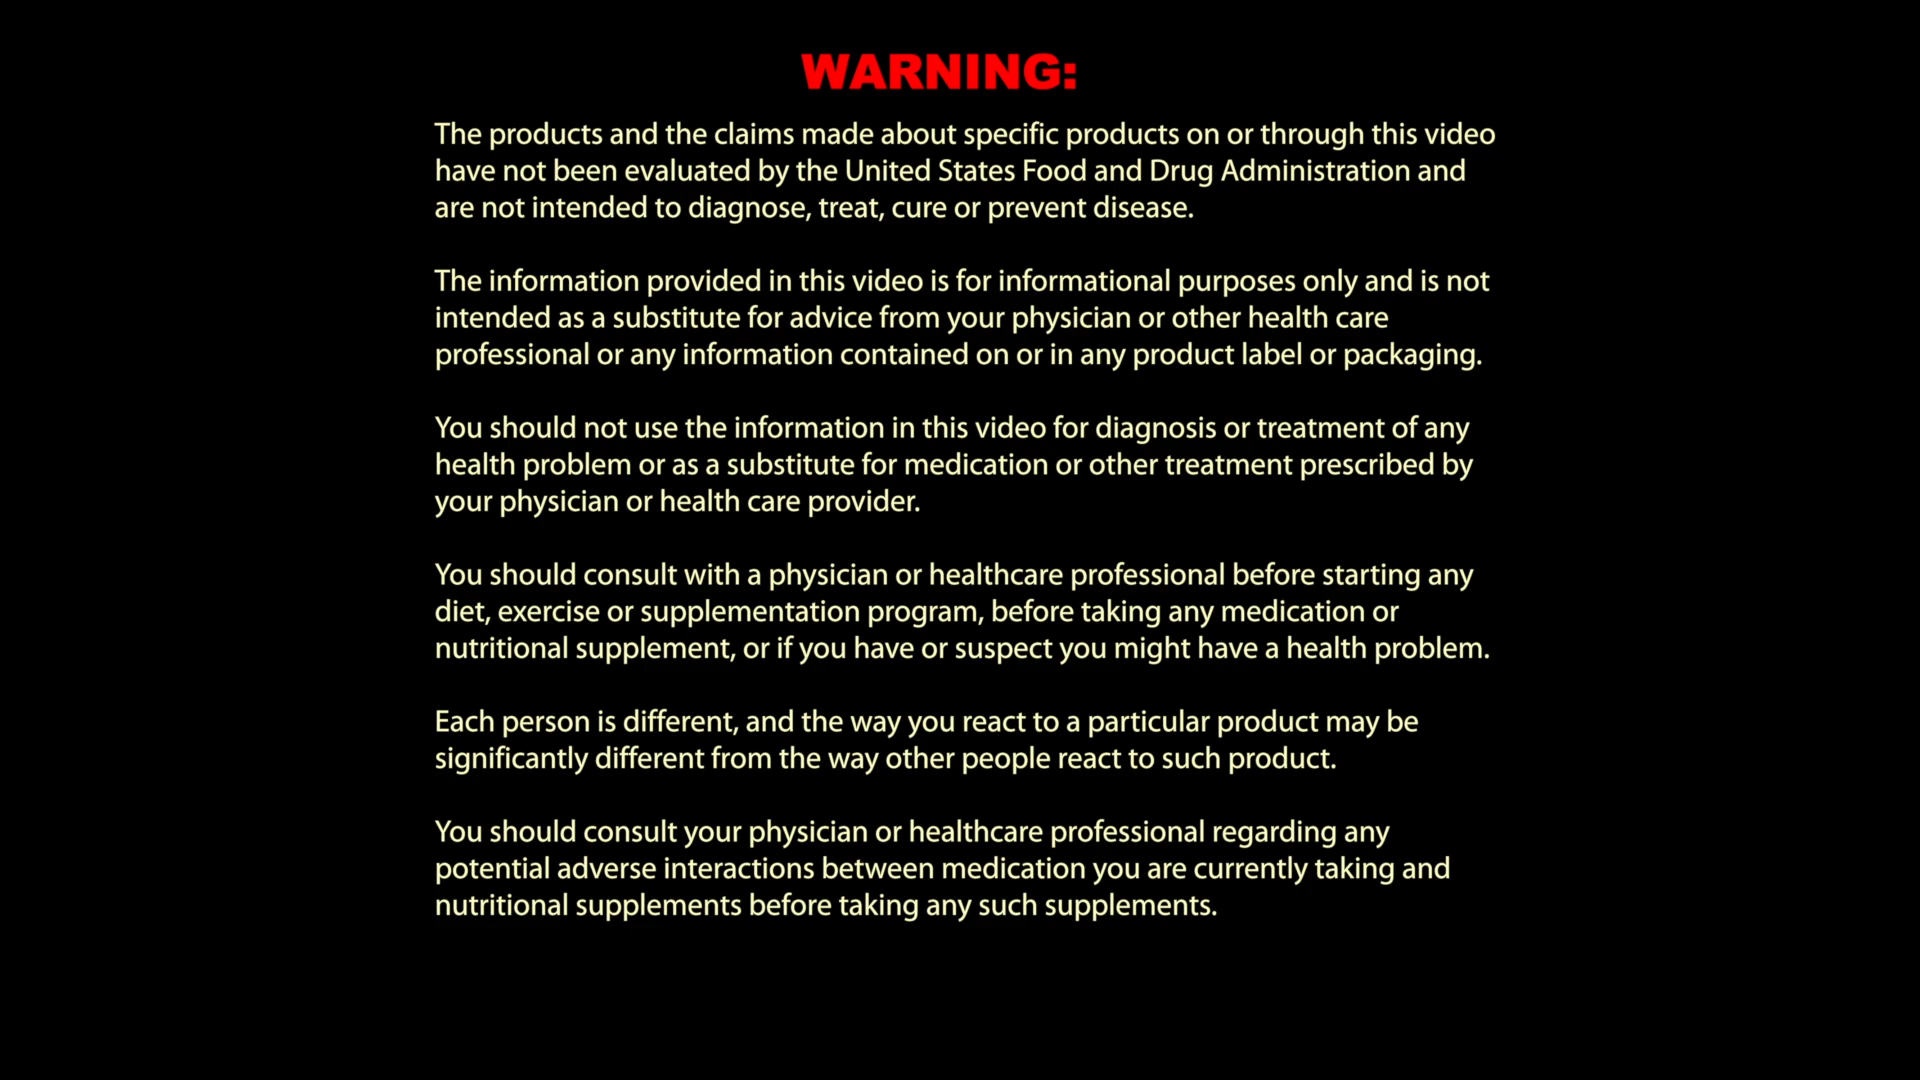 WARNING:
The products and the claims made about specific products on or through this video
have not been evaluated by the United States Food and Drug Administration and
are not intended to diagnose, treat, cure or prevent disease.
The information provided in this video is for informational purposes only and is not
intended as a substitute for advice from your physician or other health care
professional or any information contained on or in any product label or packaging.
You should not use the information in this video for diagnosis or treatment of any
health problem or as a substitute for medication or other treatment prescribed by
your physician or health care provider.
You should consult with a physician or healthcare professional before starting any
diet, exercise or supplementation program, before taking any medication or
nutritional supplement, or if you have or suspect you might have a health problem.
Each person is different, and the way you react to a particular product may be
significantly different from the way other people react to such product.
You should consult your physician or healthcare professional regarding any
potential adverse interactions between medication you are currently taking and
nutritional supplements before taking any such supplements.